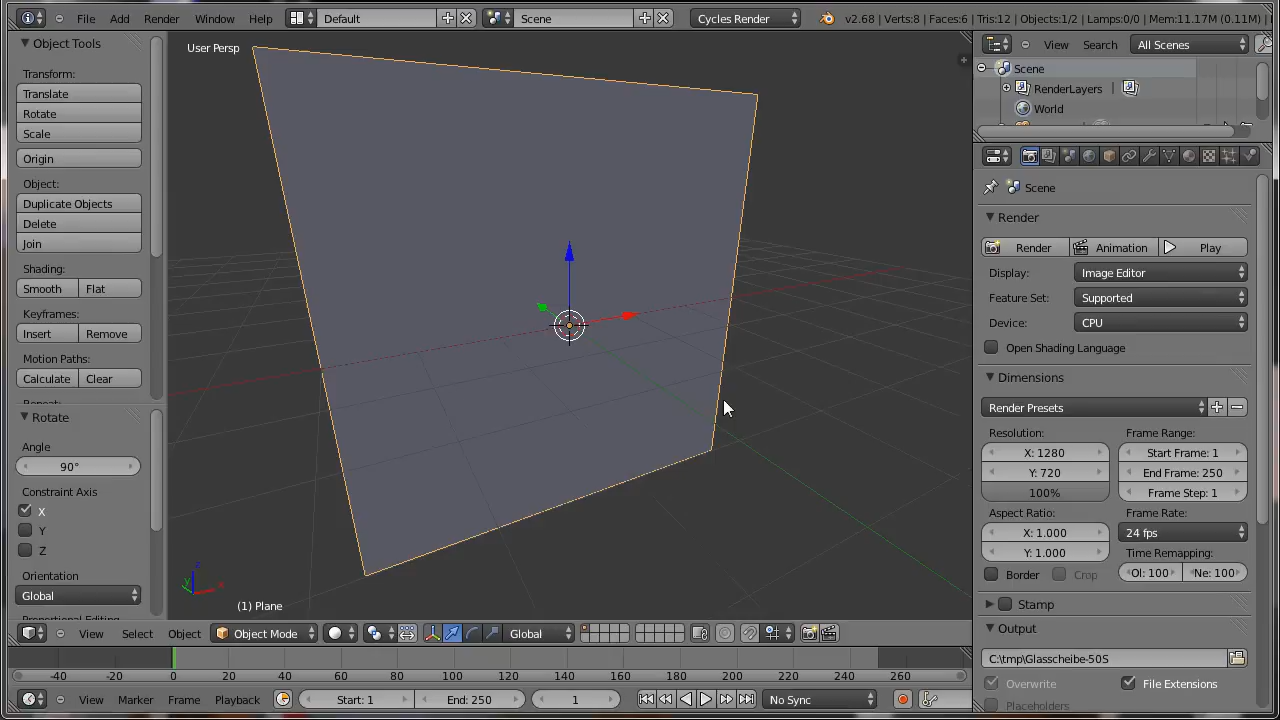 File Add Render Window Help Default Scene Cycles Render v2.68 | Verts:8 | Faces:6 | Tris:12 | Objects:1/2 | Lamps:0/0 | Mem:11.17M (0.11M) |
Object Tools
Transform:
Translate
Rotate
Scale
Origin
Object:
Duplicate Objects
Delete
Join
Shading:
Smooth Flat
Keyframes:
Insert Remove
Motion Paths:
Calculate Clear
Rotate
Angle
90°
Constraint Axis
X
Y
Z
Orientation
Global
User Persp
z
y
x
(1) Plane
View Select Object Object Mode Global
-40 -20 0 20 40 60 80 100 120 140 160 180 200 220 240 260
View Marker Frame Playback Start: 1 End: 250 1 No Sync
View Search All Scenes
Scene
RenderLayers
World
Scene
Render
Render Animation Play
Display: Image Editor
Feature Set: Supported
Device: CPU
Open Shading Language
Dimensions
Render Presets
Resolution: Frame Range:
X: 1280 Start Frame: 1
Y: 720 End Frame: 250
100% Frame Step: 1
Aspect Ratio: Frame Rate:
X: 1.000 24 fps
Y: 1.000 Time Remapping:
Border Crop Ol: 100 Ne: 100
Stamp
Output
C:\tmp\Glasscheibe-50S
Overwrite File Extensions
Placeholders